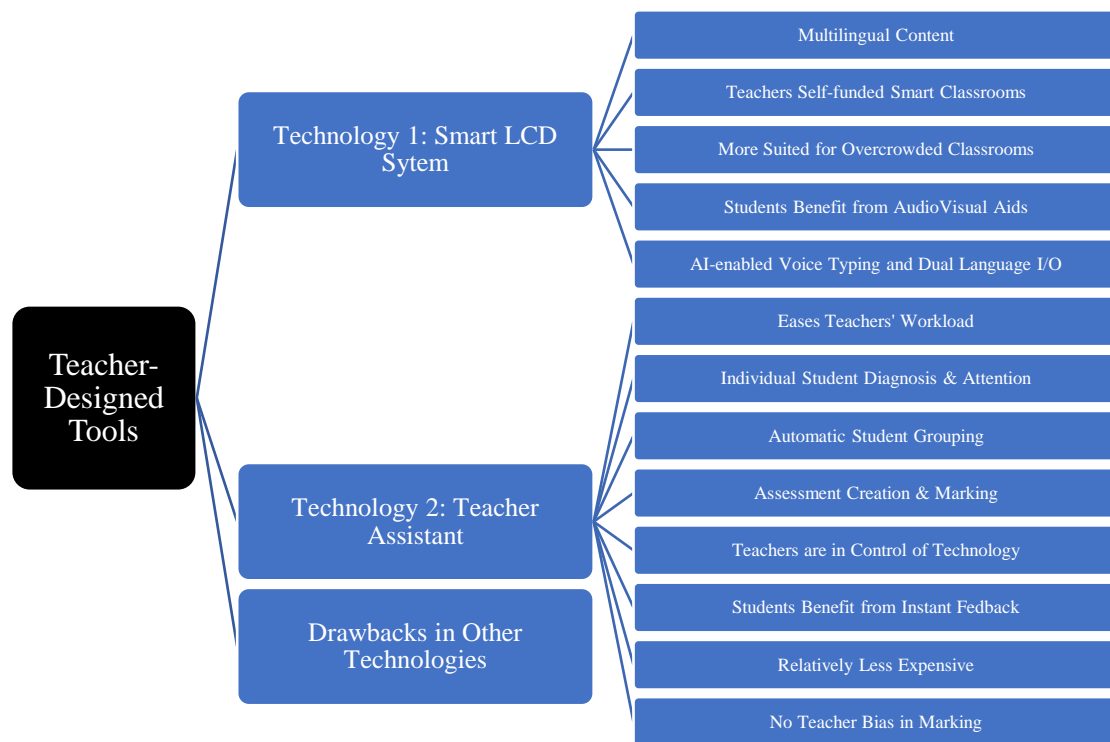 Teacher-
Designed
Tools
Technology 1: Smart LCD
Sytem
Multilingual Content
Teachers Self-funded Smart Classrooms
More Suited for Overcrowded Classrooms
Students Benefit from AudioVisual Aids
AI-enabled Voice Typing and Dual Language I/O
Technology 2: Teacher
Assistant
Eases Teachers' Workload
Individual Student Diagnosis & Attention
Automatic Student Grouping
Assessment Creation & Marking
Teachers are in Control of Technology
Students Benefit from Instant Fedback
Relatively Less Expensive
No Teacher Bias in Marking
Drawbacks in Other
Technologies